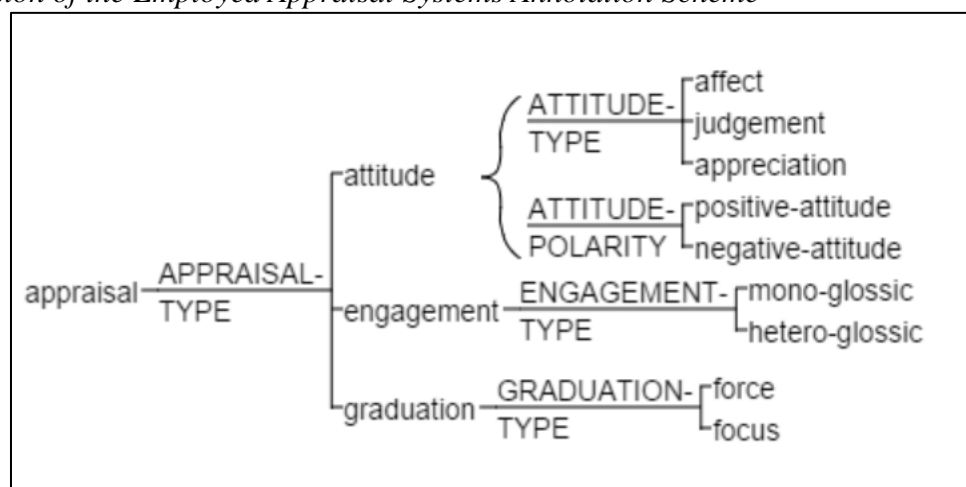 ion of the Employed Appraisal Systems Annotation Scheme
affect
ATTITUDE-
TYPE
judgement
appreciation
attitude
ATTITUDE-
POLARITY
positive-attitude
negative-attitude
appraisal
APPRAISAL-
TYPE
engagement
ENGAGEMENT-
TYPE
mono-glossic
hetero-glossic
graduation
GRADUATION-
TYPE
force
focus